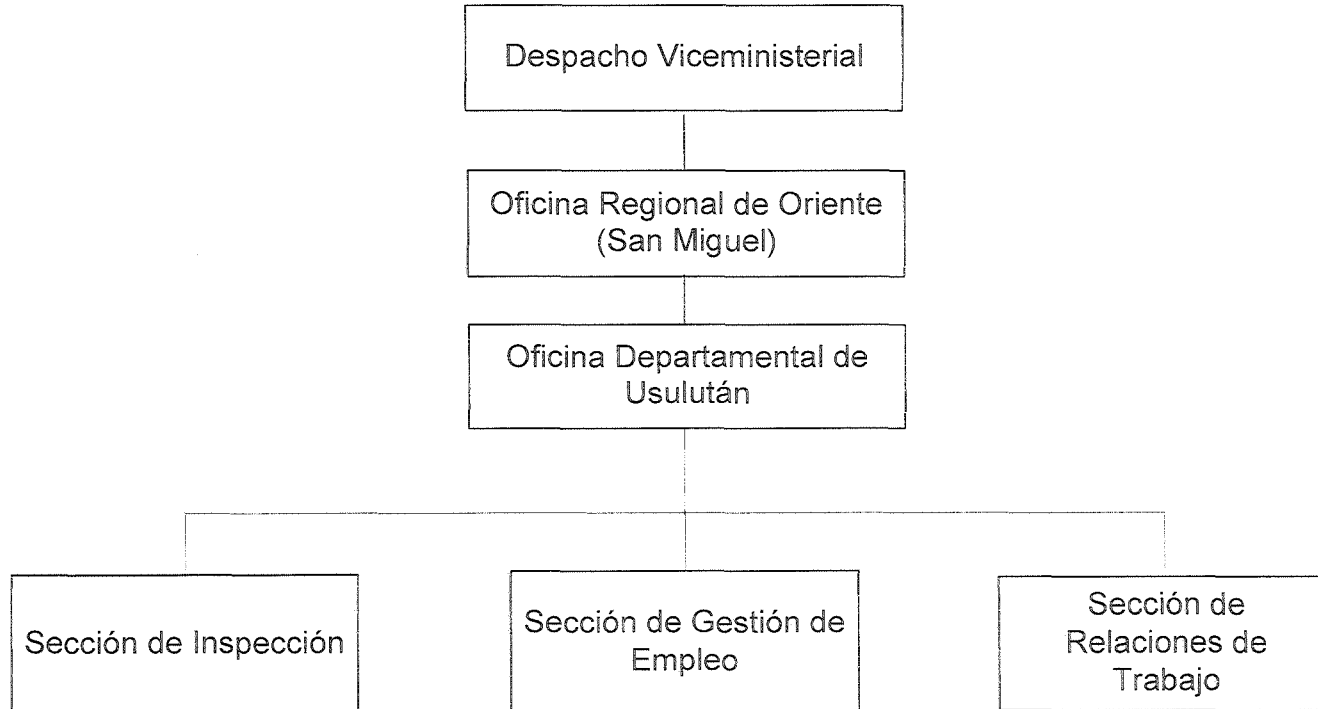 Despacho Viceministerial
Oficina Regional de Oriente
(San Miguel)
Oficina Departamental de
Usulután
Sección de Inspección
Sección de Gestión de
Empleo
Sección de
Relaciones de
Trabajo